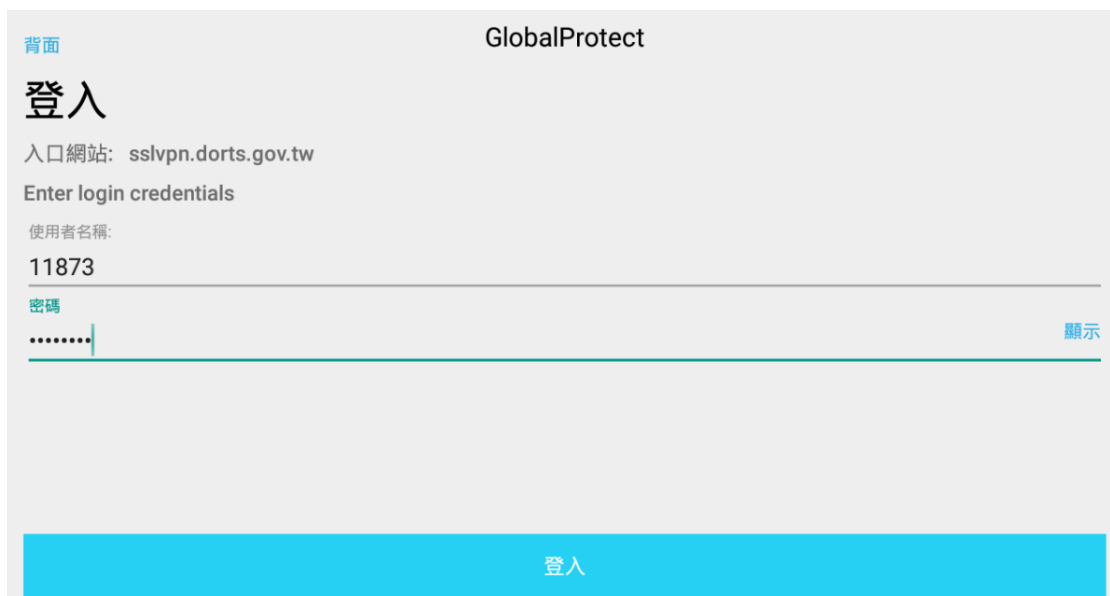 背面
GlobalProtect
登入
入口網站: sslvpn.dorts.gov.tw
Enter login credentials
使用者名稱:
11873
密碼
••••••••
顯示
登入